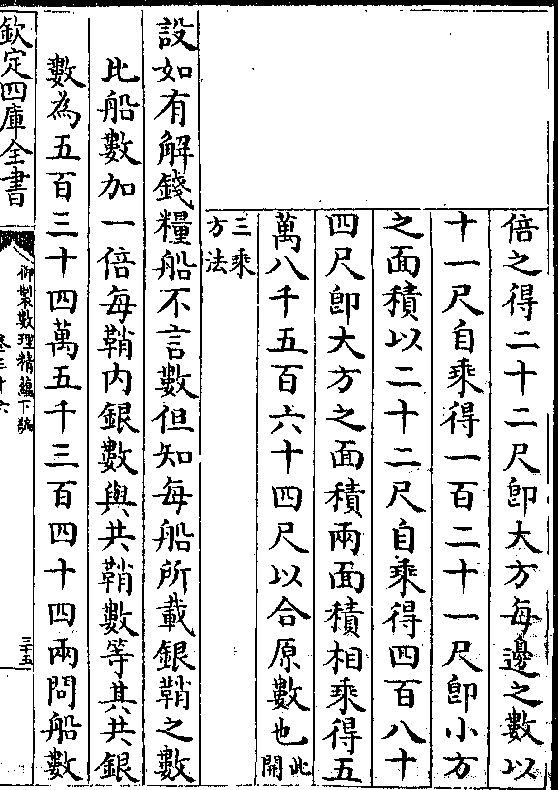 倍之得二十二尺即大方每邊之數以
十一尺自乘得一百二十一尺即小方
之面積以二十二尺自乘得四百八十
四尺即大方之面積兩面積相乘得五
萬八千五百六十四尺以合原數也此開
三乘方法
設如有解錢糧船不言數但知每船所載銀鞘之數
比船數加一倍每鞘內銀數與共鞘數等其共銀
數為五百三十四萬五千三百四十四兩問船數
欽定四庫全書
御製數理精蘊下編
卷三十六
三十五